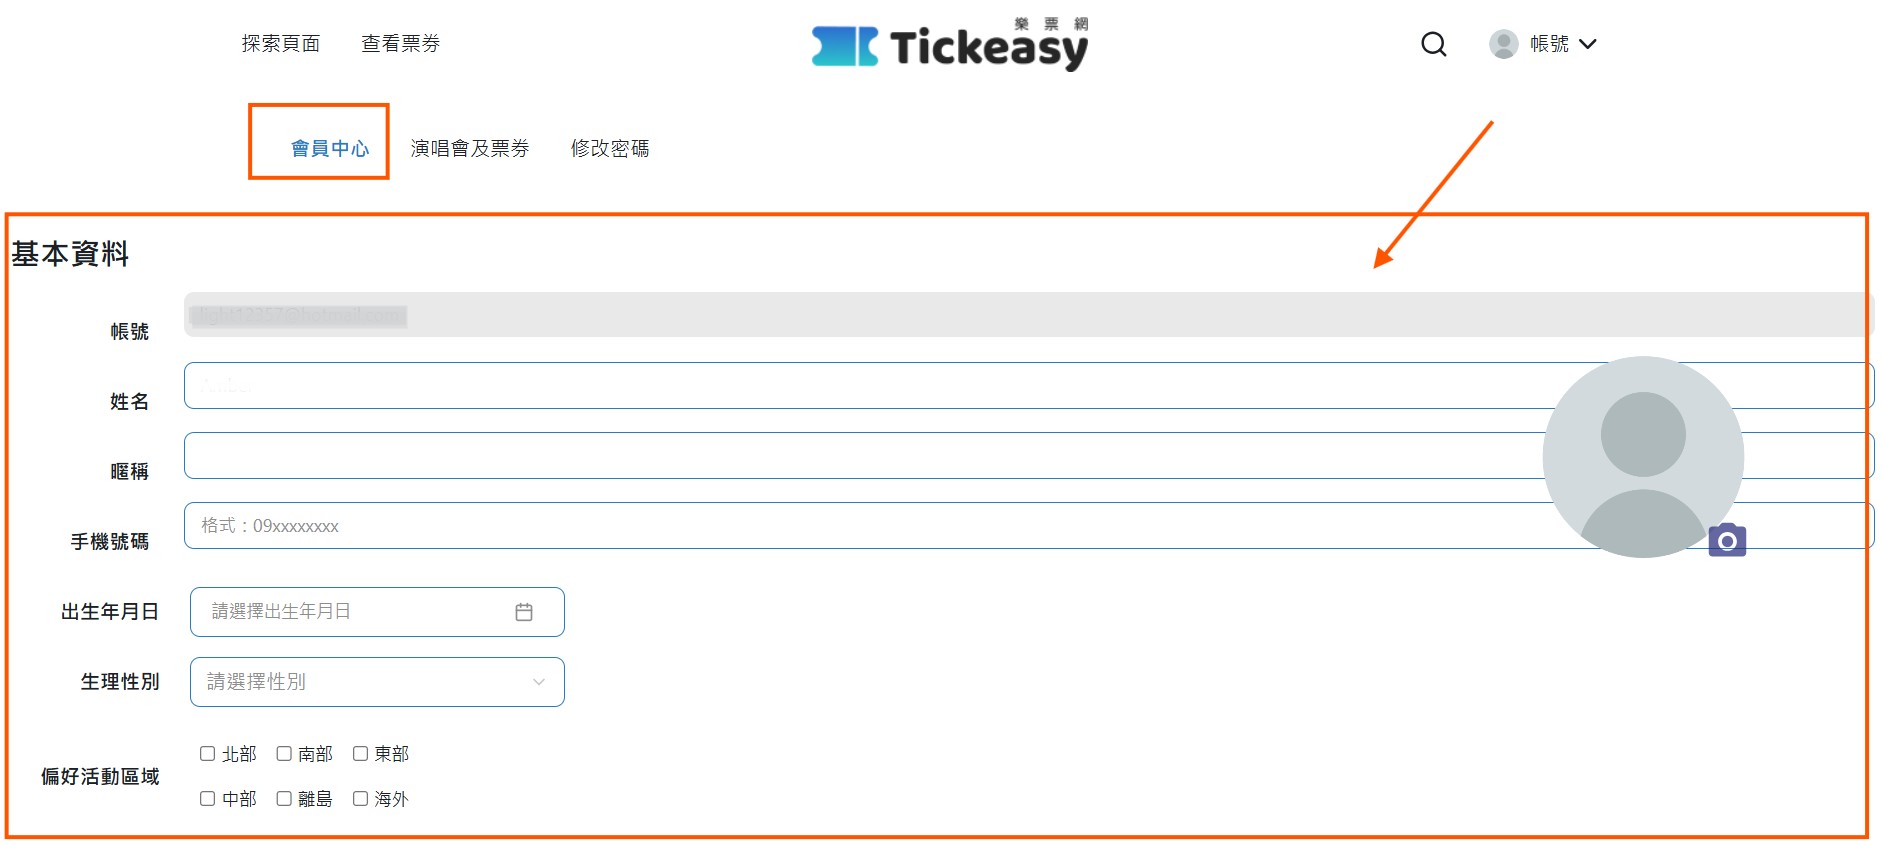 探索頁面 查看票券
樂票網
Tickeasy
帳號
會員中心 演唱會及票券 修改密碼
基本資料
帳號
姓名
暱稱
手機號碼 格式：09xxxxxxxx
出生年月日 請選擇出生年月日
生理性別 請選擇性別
偏好活動區域
北部 南部 東部
中部 離島 海外